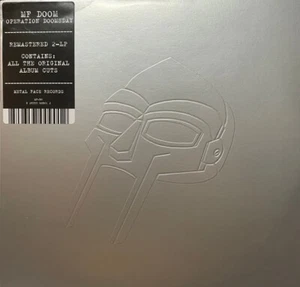 MF DOOM
OPERATION DOOMSDAY
REMASTERED 2-LP
CONTAINS:
ALL THE ORIGINAL
ALBUM CUTS
METAL FACE RECORDS